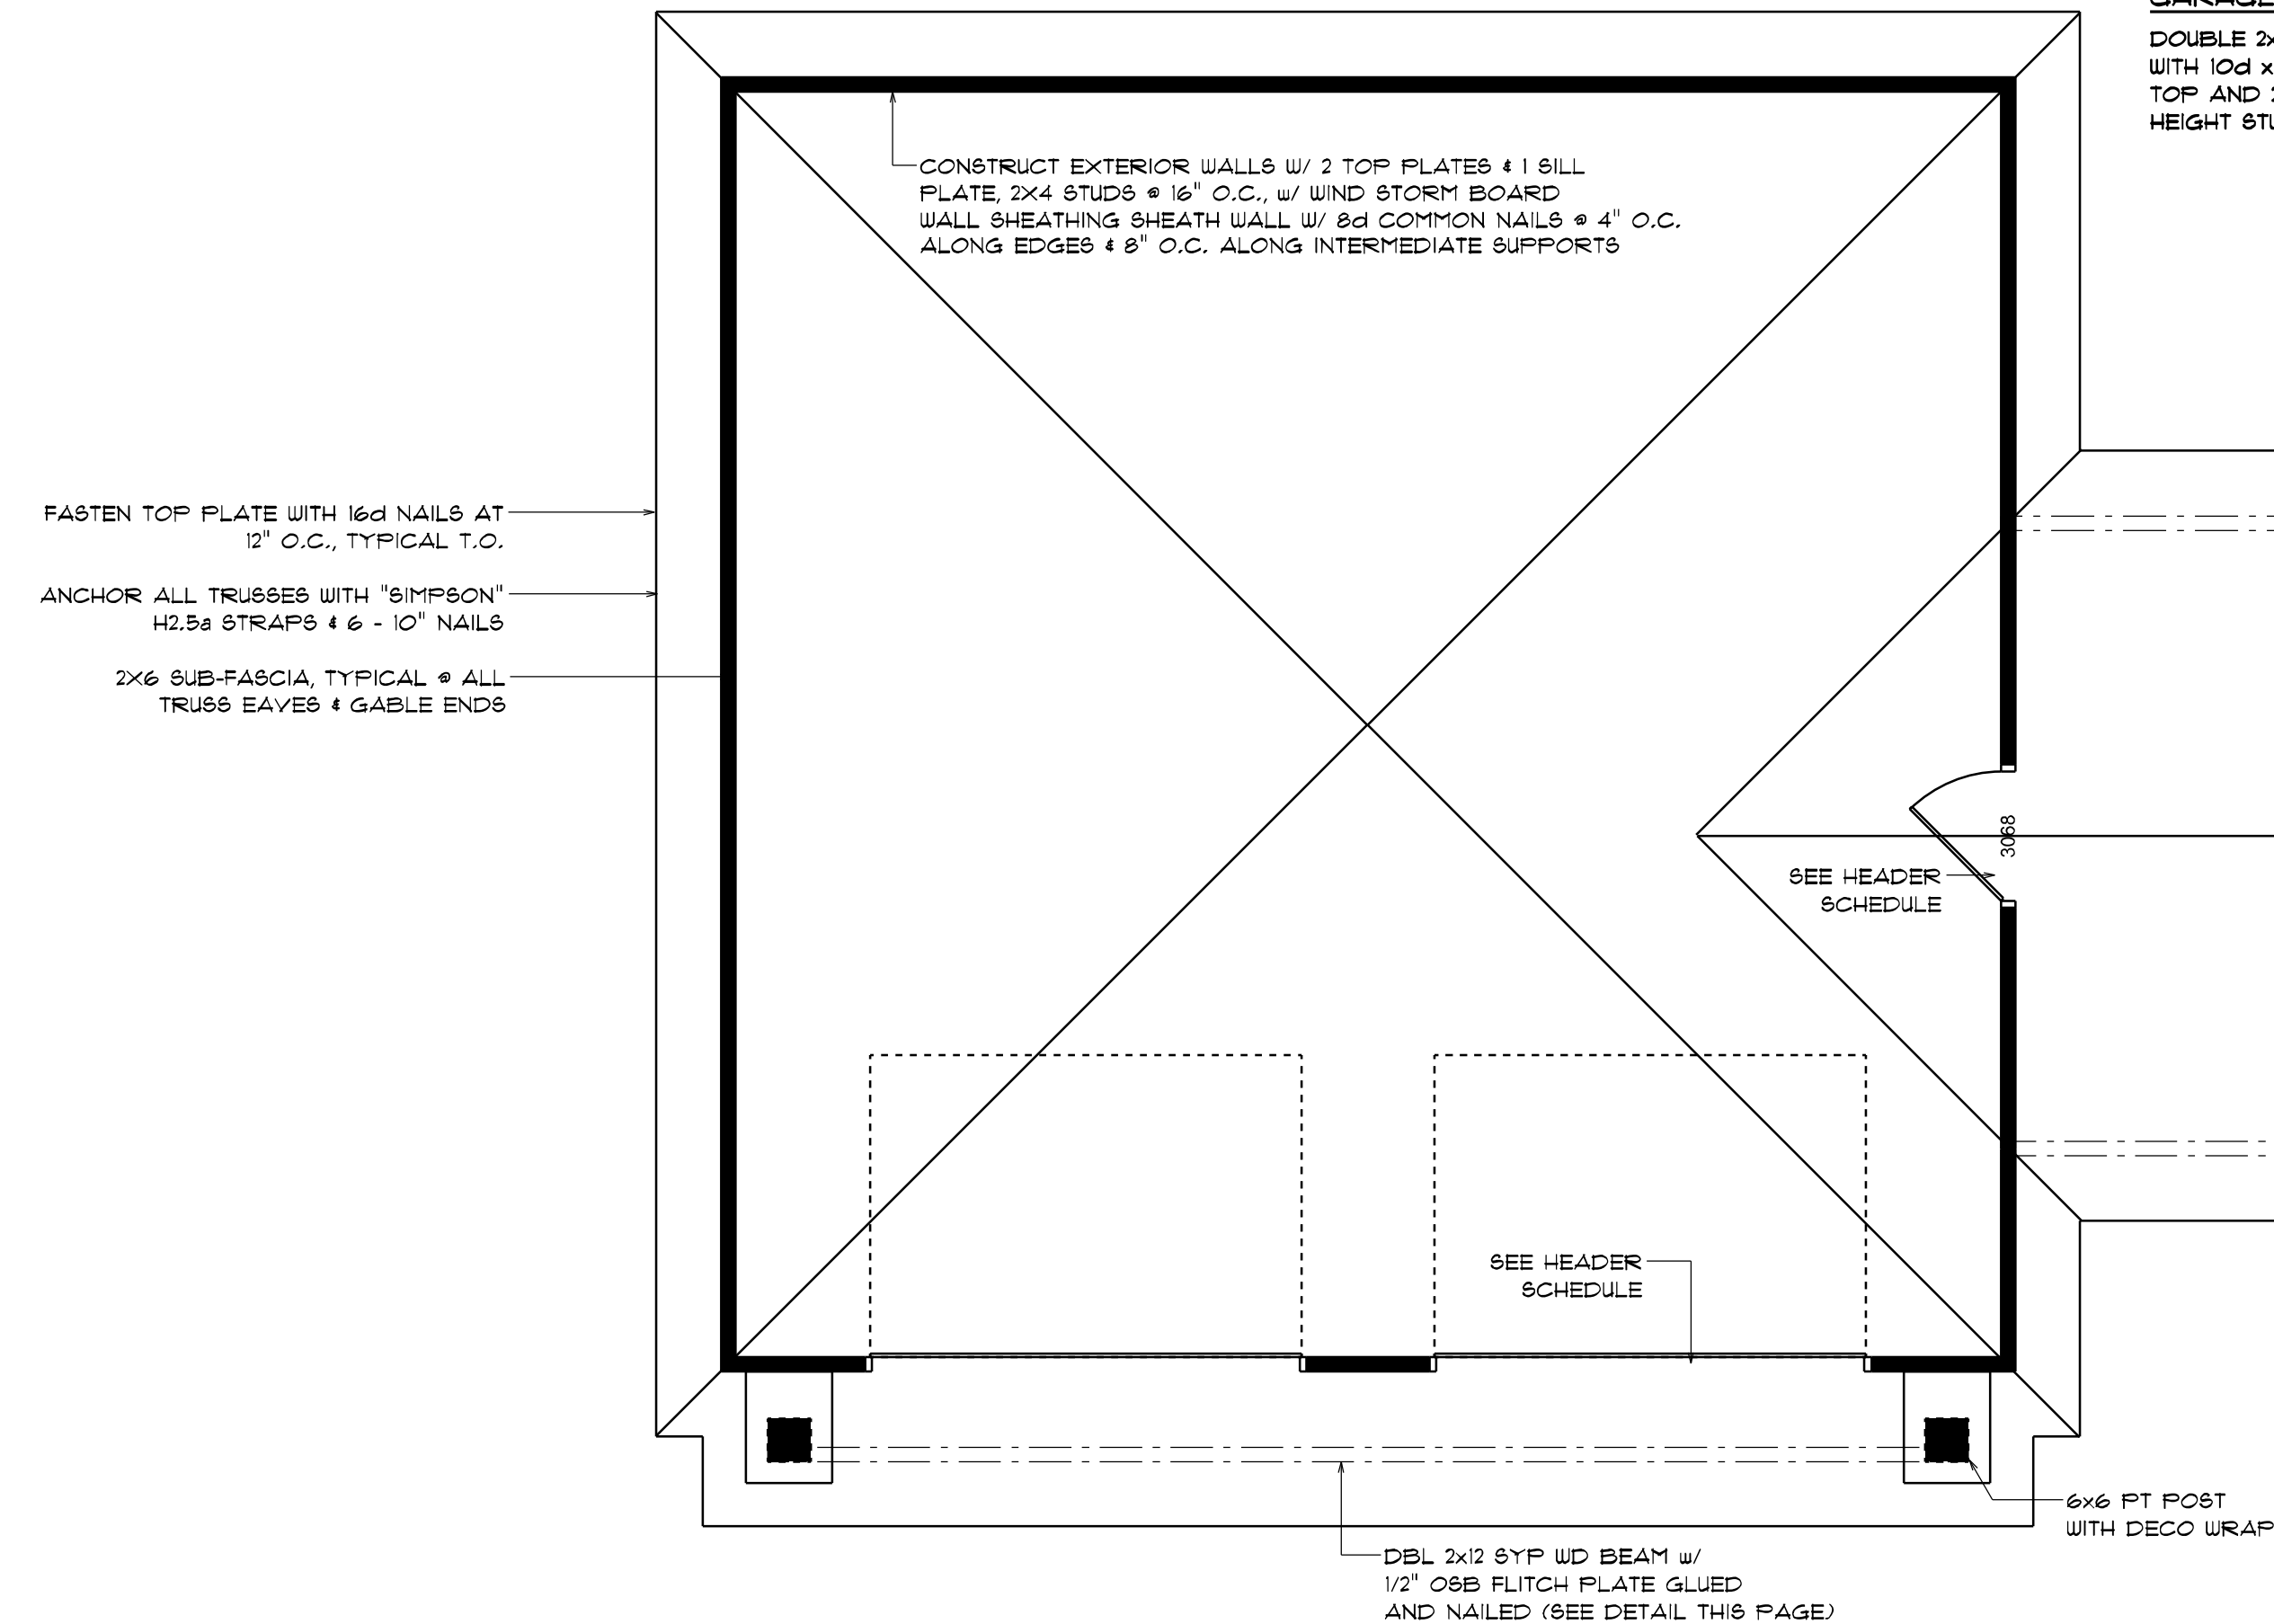 GARAGE
DOUBLE 2x
WITH 10d x
TOP AND 2
HEIGHT STU
CONSTRUCT EXTERIOR WALLS W/ 2 TOP PLATES & 1 SILL
PLATE, 2X4 STUDS @ 16" O.C., w/ WIND STORM BOARD
WALL SHEATHING SHEATH WALL W/ 8d COMMON NAILS @ 4" O.C.
ALONG EDGES & 8" O.C. ALONG INTERMEDIATE SUPPORTS
FASTEN TOP PLATE WITH 16d NAILS AT
12" O.C., TYPICAL T.O.
ANCHOR ALL TRUSSES WITH "SIMPSON"
H2.5a STRAPS & 6 - 10" NAILS
2X6 SUB-FASCIA, TYPICAL @ ALL
TRUSS EAVES & GABLE ENDS
3068
SEE HEADER
SCHEDULE
SEE HEADER
SCHEDULE
6x6 PT POST
WITH DECO WRAP
DBL 2x12 SYP WD BEAM w/
1/2" OSB FLITCH PLATE GLUED
AND NAILED (SEE DETAIL THIS PAGE)